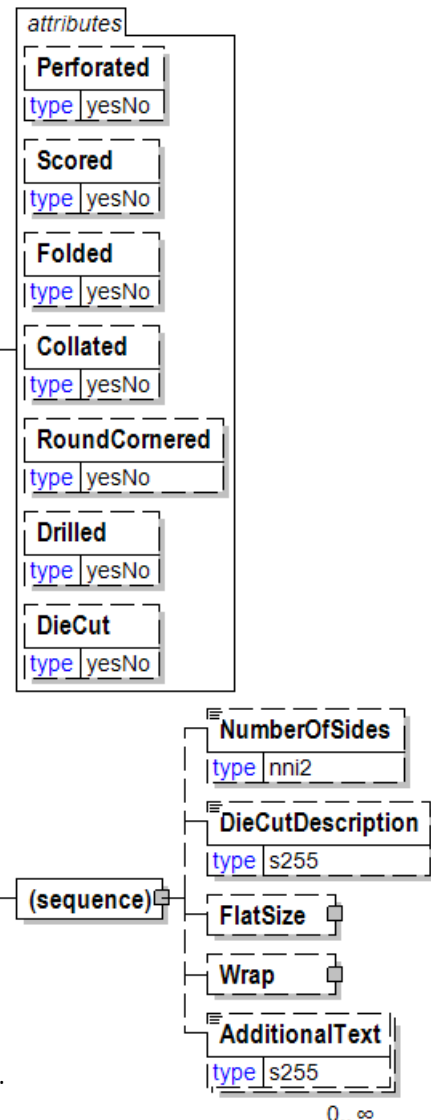 attributes
Perforated
type yesNo
Scored
type yesNo
Folded
type yesNo
Collated
type yesNo
RoundCornered
type yesNo
Drilled
type yesNo
DieCut
type yesNo
NumberOfSides
type nni2
DieCutDescription
type s255
(sequence)
FlatSize
Wrap
AdditionalText
type s255
.
0..∞